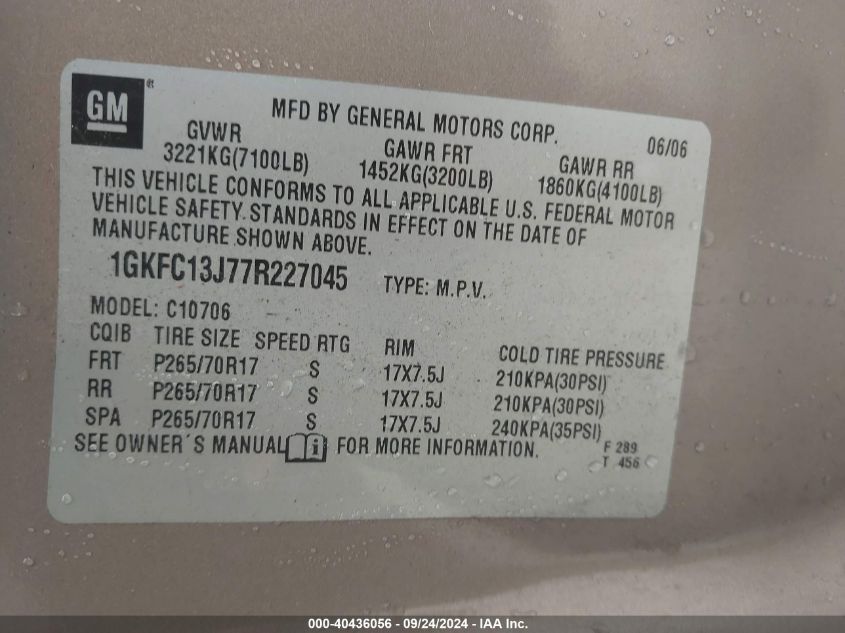 GM
MFD BY GENERAL MOTORS CORP.
06/06
GVWR
3221KG(7100LB)
GAWR FRT
1452KG(3200LB)
GAWR RR
1860KG(4100LB)
THIS VEHICLE CONFORMS TO ALL APPLICABLE U.S. FEDERAL MOTOR
VEHICLE SAFETY STANDARDS IN EFFECT ON THE DATE OF
MANUFACTURE SHOWN ABOVE.
1GKFC13J77R227045 TYPE: M.P.V.
MODEL: C10706
CQIB TIRE SIZE SPEED RTG RIM COLD TIRE PRESSURE
FRT P265/70R17 S 17X7.5J 210KPA(30PSI)
RR P265/70R17 S 17X7.5J 210KPA(30PSI)
SPA P265/70R17 S 17X7.5J 240KPA(35PSI)
SEE OWNER´S MANUAL i FOR MORE INFORMATION.
F 289
T 456
000-40436056 - 09/24/2024 - IAA Inc.